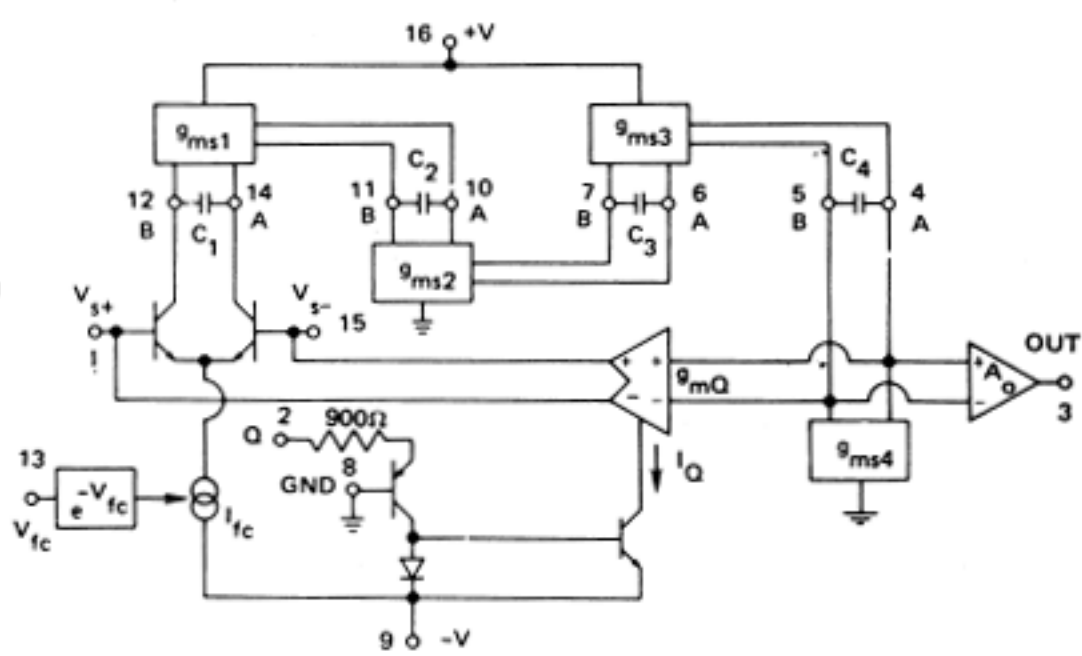 16 +V
gms1
gms3
C2
C4
12 14 11 10 7 6 5 4
B C1 A B A B C3 A B A
gms2
Vs+ Vs- 15
1
OUT
+ + + gmQ + Ao
- - -
3
2 900Ω
Q
8
GND
IQ
gms4
13
Vfc
e-Vfc
Ifc
9 -V